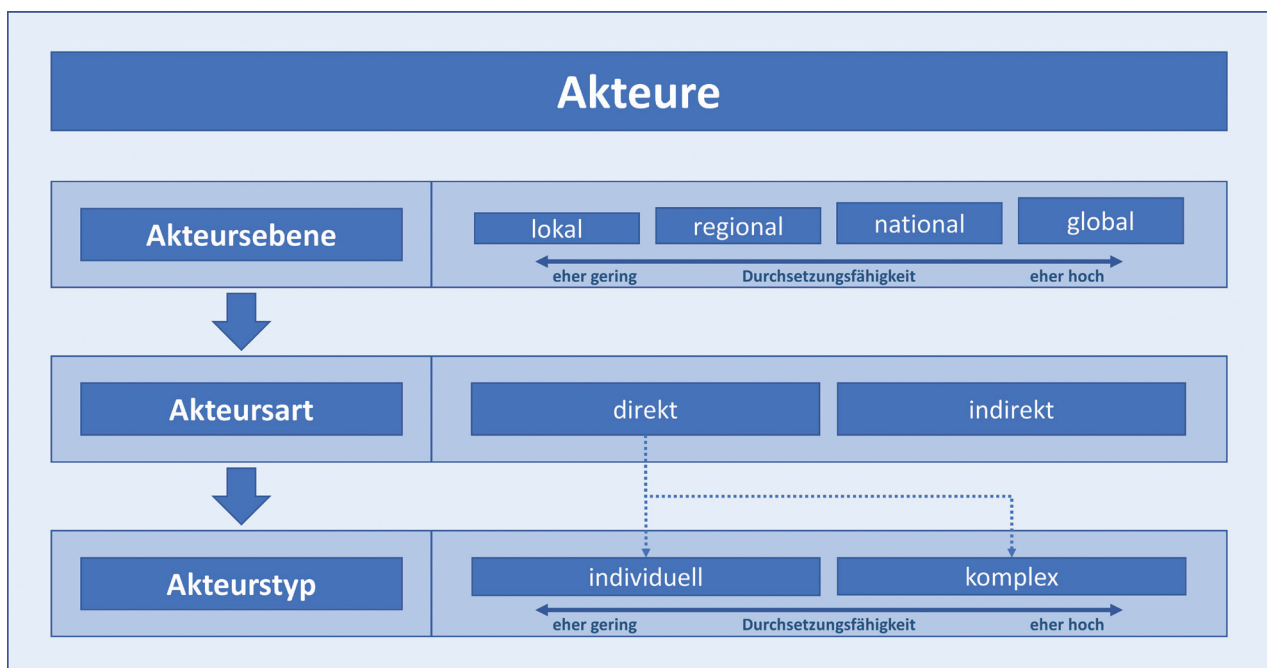 Akteure
Akteursebene
lokal
regional
national
global
eher gering
Durchsetzungsfähigkeit
eher hoch
Akteursart
direkt
indirekt
Akteurstyp
individuell
komplex
eher gering
Durchsetzungsfähigkeit
eher hoch